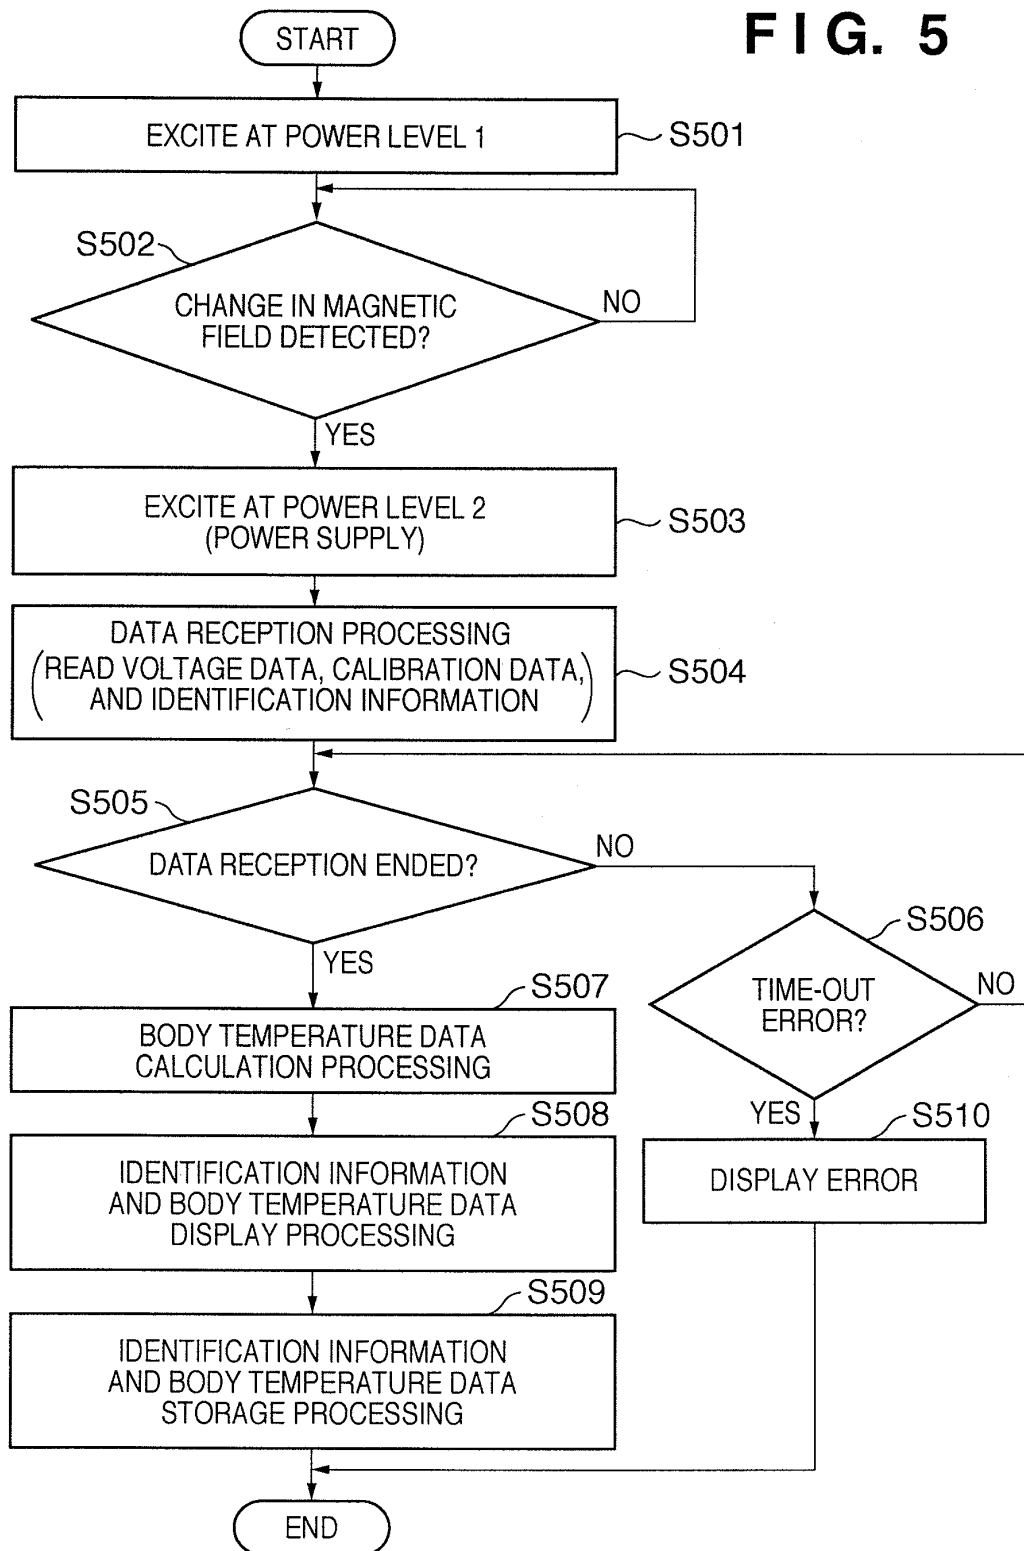 FIG. 5
START
EXCITE AT POWER LEVEL 1
S501
S502
CHANGE IN MAGNETIC
FIELD DETECTED?
NO
YES
EXCITE AT POWER LEVEL 2
(POWER SUPPLY)
S503
DATA RECEPTION PROCESSING
(READ VOLTAGE DATA, CALIBRATION DATA,
AND IDENTIFICATION INFORMATION)
S504
S505
DATA RECEPTION ENDED?
NO
YES
S506
TIME-OUT
ERROR?
NO
YES
S507
BODY TEMPERATURE DATA
CALCULATION PROCESSING
S508
IDENTIFICATION INFORMATION
AND BODY TEMPERATURE DATA
DISPLAY PROCESSING
S510
DISPLAY ERROR
S509
IDENTIFICATION INFORMATION
AND BODY TEMPERATURE DATA
STORAGE PROCESSING
END